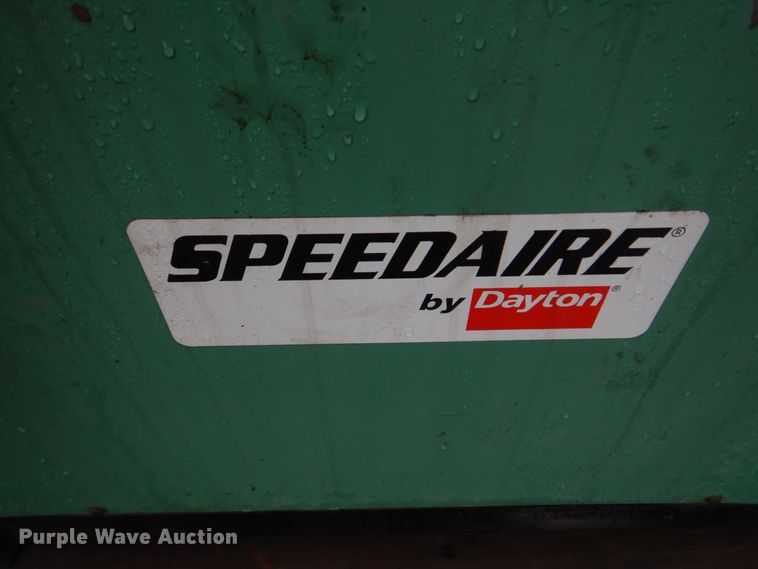 SPEEDAIRE®
by Dayton®
Purple Wave Auction